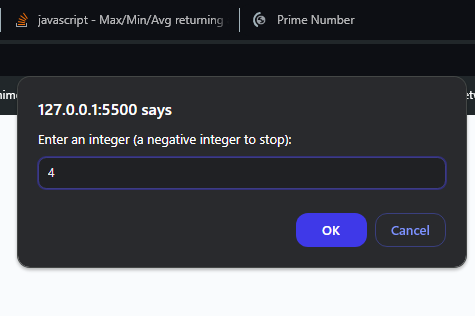 javascript - Max/Min/Avg returning
Prime Number
127.0.0.1:5500 says
Enter an integer (a negative integer to stop):
4
OK
Cancel